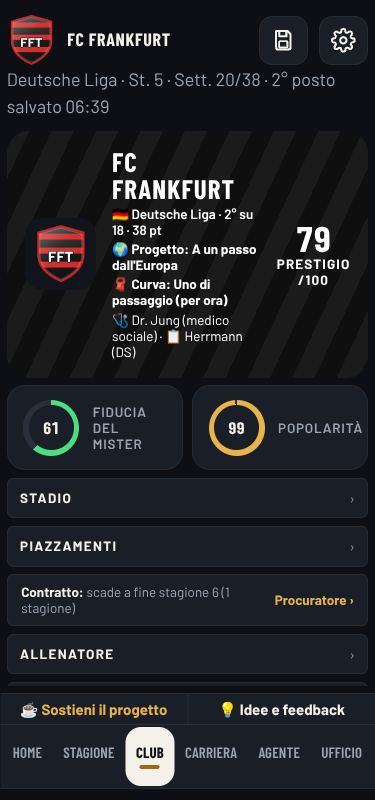 FFT
FC FRANKFURT
Deutsche Liga · St. 5 · Sett. 20/38 · 2° posto
salvato 06:39
FC
FRANKFURT
🇩🇪 Deutsche Liga · 2° su
18 · 38 pt
🌍 Progetto: A un passo
dall'Europa
🧣 Curva: Uno di
passaggio (per ora)
🩺 Dr. Jung (medico
sociale) · 📋 Herrmann
(DS)
FFT
79
PRESTIGIO
/100
61
FIDUCIA
DEL
MISTER
99
POPOLARITÀ
STADIO ›
PIAZZAMENTI ›
Contratto: scade a fine stagione 6 (1
stagione)
Procuratore ›
ALLENATORE ›
☕ Sostieni il progetto
💡 Idee e feedback
HOME
STAGIONE
CLUB
CARRIERA
AGENTE
UFFICIO